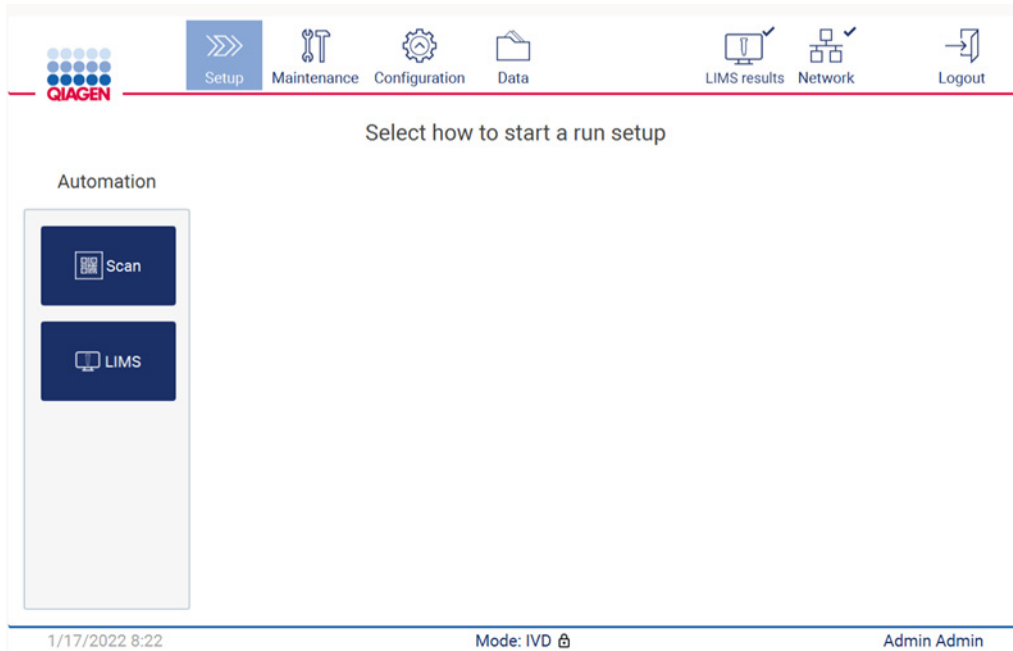 QIAGEN
Setup
Maintenance
Configuration
Data
LIMS results
Network
Logout
Select how to start a run setup
Automation
Scan
LIMS
1/17/2022 8:22
Mode: IVD
Admin Admin